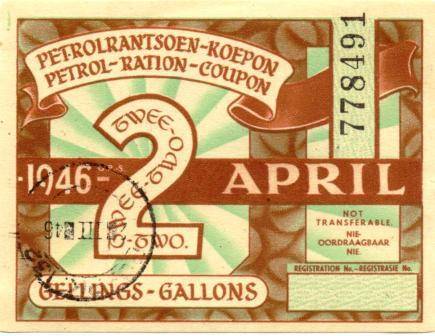 PETROLRANTSOEN-KOEPON
PETROL-RATION-COUPON
778491
TWEE-
TWO
2
1946
APRIL
TWEE-TWO.
GELLINGS-GALLONS
NOT
TRANSFERABLE.
NIE-
OORDRAAGBAAR
NIE.
REGISTRATION No.-REGISTRASIE No.